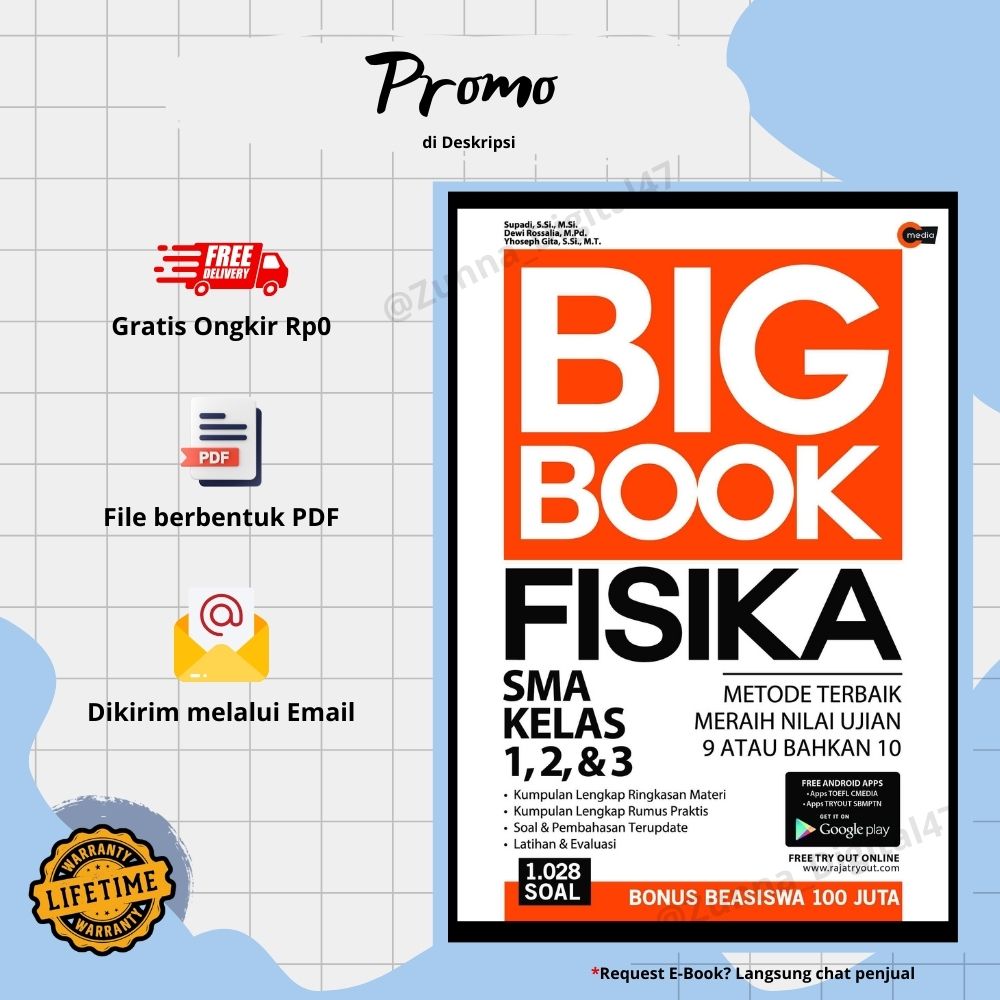 Promo
di Deskripsi
FREE
DELIVERY
Gratis Ongkir Rp0
PDF
File berbentuk PDF
@
Dikirim melalui Email
WARRANTY
LIFETIME
WARRANTY
@Zunna_Digital47
Supadi, S.Si., M.Si.
Dewi Rossalia, M.Pd.
Yhoseph Gita, S.Si., M.T.
Cmedia
BIG
BOOK
FISIKA
SMA
KELAS
1, 2, & 3
METODE TERBAIK
MERAIH NILAI UJIAN
9 ATAU BAHKAN 10
• Kumpulan Lengkap Ringkasan Materi
• Kumpulan Lengkap Rumus Praktis
• Soal & Pembahasan Terupdate
• Latihan & Evaluasi
FREE ANDROID APPS
• Apps TOEFL CMEDIA
• Apps TRYOUT SBMPTN
GET IT ON
Google play
FREE TRY OUT ONLINE
www.rajatryout.com
1.028
SOAL
BONUS BEASISWA 100 JUTA
@Zunna_Digital47
*Request E-Book? Langsung chat penjual